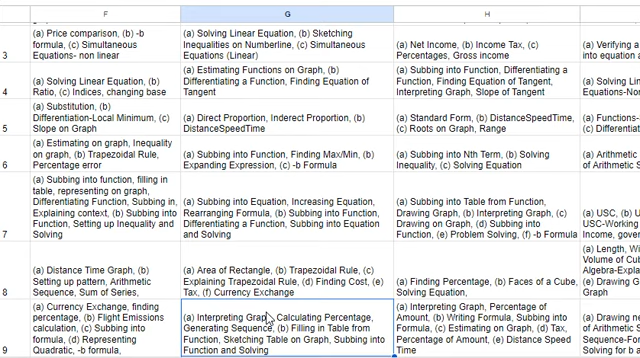 F
G
H
3
(a) Price comparison, (b) -b
formula, (c) Simultaneous
Equations- non linear
(a) Solving Linear Equation, (b) Sketching
Inequalities on Numberline, (c) Simultaneous
Equations (Linear)
(a) Net Income, (b) Income Tax, (c)
Percentages, Gross income
(a) Verifying a
into equation a
4
(a) Solving Linear Equation, (b)
Ratio, (c) Indices, changing base
(a) Estimating Functions on Graph, (b)
Differentiating a Function, Finding Equation of
Tangent
(a) Subbing into Function, Differentiating a
Function, Finding Equation of Tangent,
Interpreting Graph, Slope of Tangent
(a) Solving Lin
Equations-Non
5
(a) Substitution, (b)
Differentiation-Local Minimum, (c)
Slope on Graph
(a) Direct Proportion, Inderect Proportion, (b)
DistanceSpeedTime
(a) Standard Form, (b) DistanceSpeedTime,
(c) Roots on Graph, Range
(a) Functions-
(c) Differentiat
6
(a) Estimating on graph, Inequality
on graph, (b) Trapezoidal Rule,
Percentage error
(a) Subbing into Function, Finding Max/Min, (b)
Expanding Expression, (c) -b Formula
(a) Subbing into Nth Term, (b) Solving
Inequality, (c) Solving Equation
(a) Arithmetic
of Arithmetic S
7
(a) Subbing into function, filling in
table, representing on graph,
Differentiating Function, Subbing in,
Explaining context, (b) Subbing into
Function, Setting up Inequality and
Solving
(a) Subbing into Equation, Increasing Equation,
Rearranging Formula, (b) Subbing into Function,
Differentiating a Function, Subbing into Equation
and Solving
(a) Subbing into Table from Function,
Drawing Graph, (b) Interpreting Graph, (c)
Drawing on Graph, (d) Subbing into
Function, (e) Problem Solving, (f) -b Formula
(a) USC, (b) U
USC-Working
Income, gover
8
(a) Distance Time Graph, (b)
Setting up pattern, Arithmetic
Sequence, Sum of Series,
(a) Area of Rectangle, (b) Trapezoidal Rule, (c)
Explaining Trapezoidal Rule, (d) Finding Cost, (e)
Tax, (f) Currency Exchange
(a) Finding Percentage, (b) Faces of a Cube,
Solving Equation,
(a) Length, Wi
Volume of Cub
Algebra-Expla
(e) Drawing G
Graph
9
(a) Currency Exchange, finding
percentage, (b) Flight Emissions
calculation, (c) Subbing into
formula, (d) Representing
Quadratic, -b formula,
(a) Interpreting Graph, Calculating Percentage,
Generating Sequence, (b) Filling in Table from
Function, Sketching Table on Graph, Subbing into
Function and Solving
(a) Interpreting Graph, Percentage of
Amount, (b) Writing Formula, Subbing into
Formula, (c) Estimating on Graph, (d) Tax,
Percentage of Amount, (e) Distance Speed
Time
(a) Arithmetic
Sequence-Fo
Solving for b a